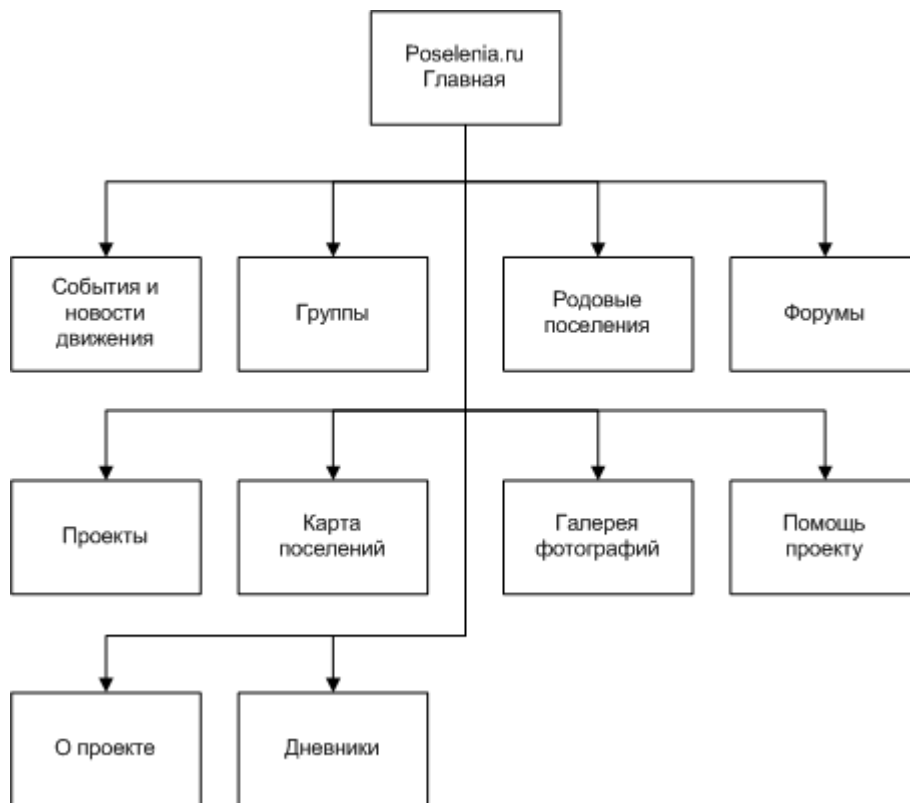 Poselenia.ru
Главная
События и
новости
движения
Группы
Родовые
поселения
Форумы
Проекты
Карта
поселений
Галерея
фотографий
Помощь
проекту
О проекте
Дневники